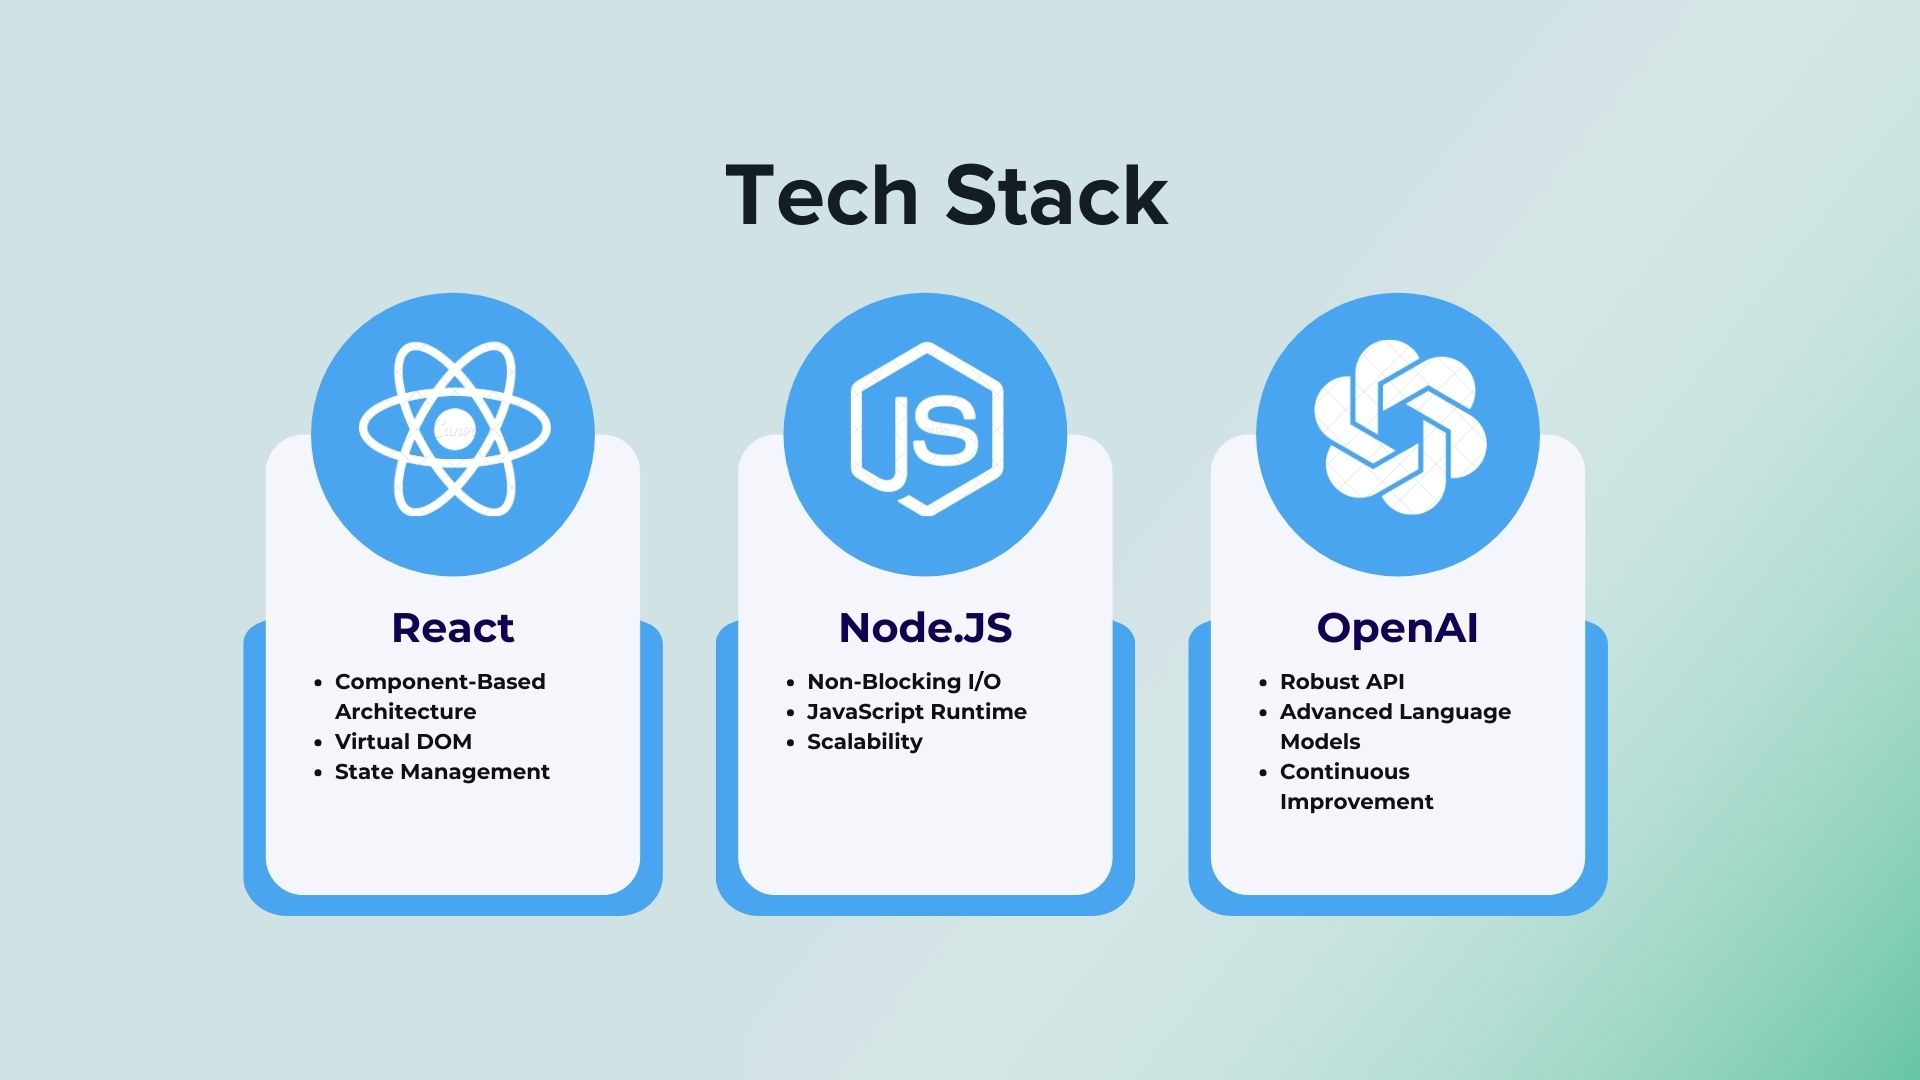 Tech Stack
JS
React
Component-Based
Architecture
Virtual DOM
State Management
Node.JS
Non-Blocking I/O
JavaScript Runtime
Scalability
OpenAI
Robust API
Advanced Language
Models
Continuous
Improvement